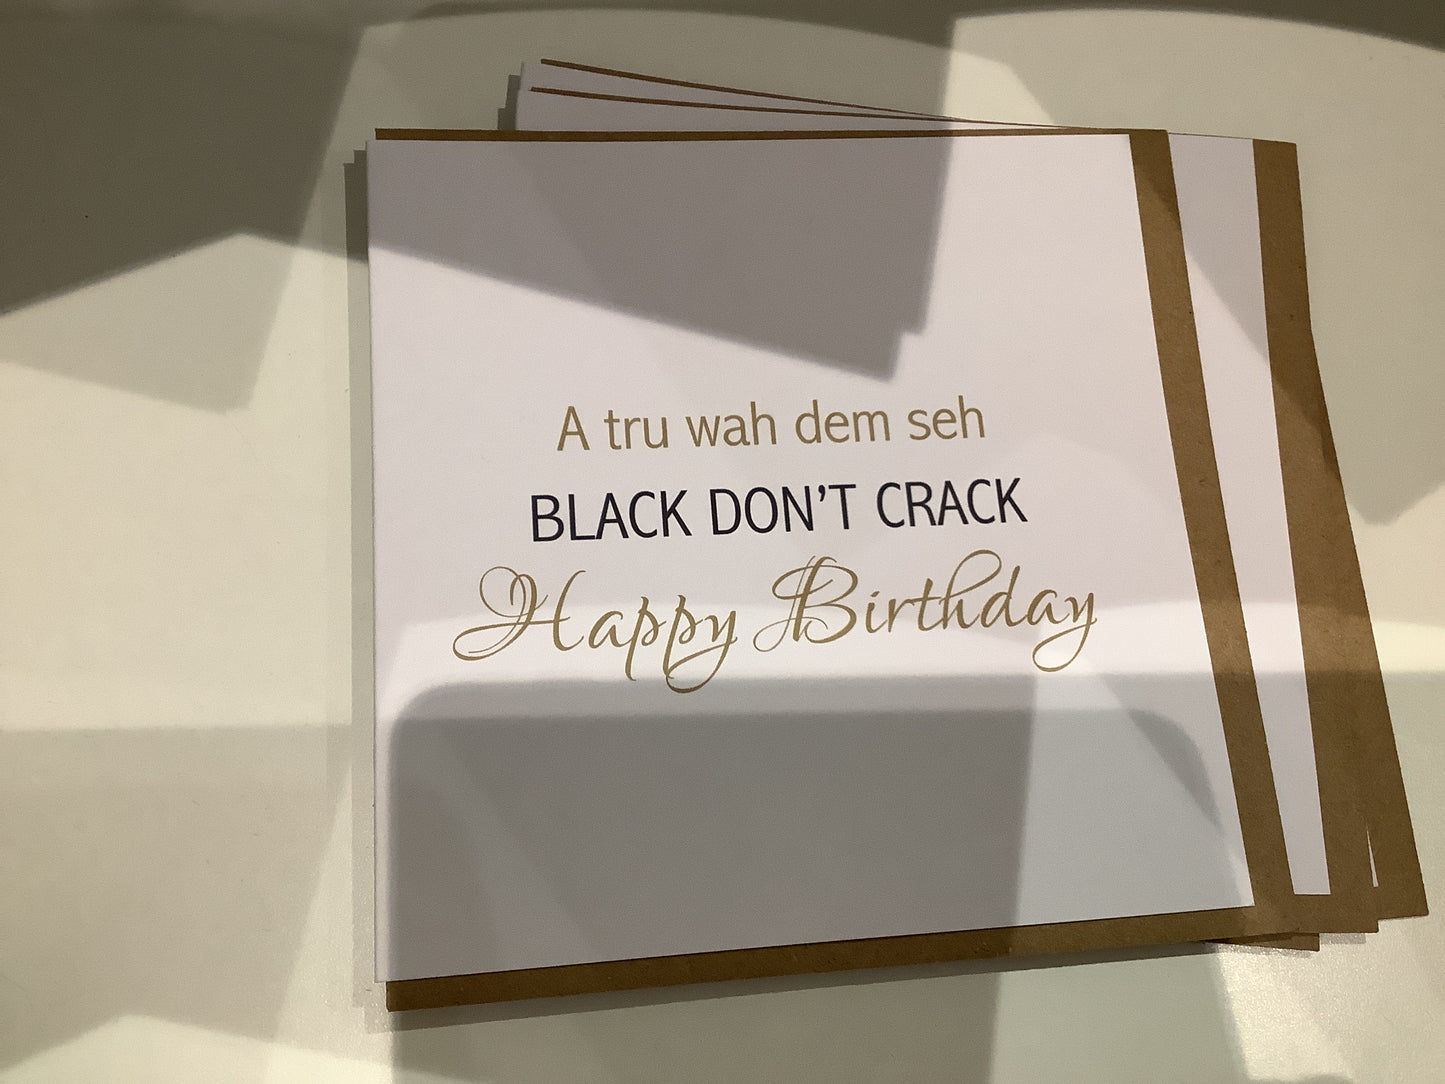 A tru wah dem seh
BLACK DON'T CRACK
Happy Birthday